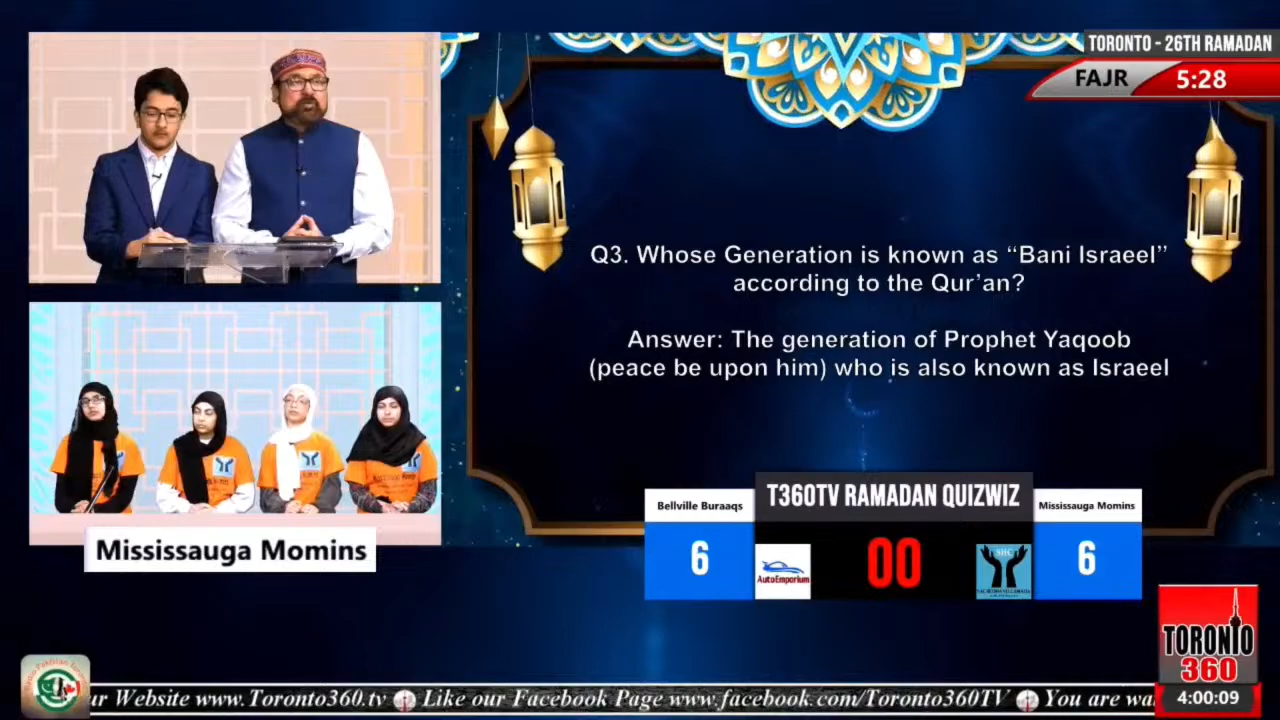 TORONTO - 26TH RAMADAN
FAJR 5:28
Q3. Whose Generation is known as “Bani Israeel”
according to the Qur’an?
Answer: The generation of Prophet Yaqoob
(peace be upon him) who is also known as Israeel
Mississauga Momins
T360TV RAMADAN QUIZWIZ
Bellville Buraaqs
Mississauga Momins
6
AutoEmporium
00
SHC
6
TORONTO
360
4:00:09
ur Website www.Toronto360.tv Like our Facebook Page www.facebook.com/Toronto360TV You are wa